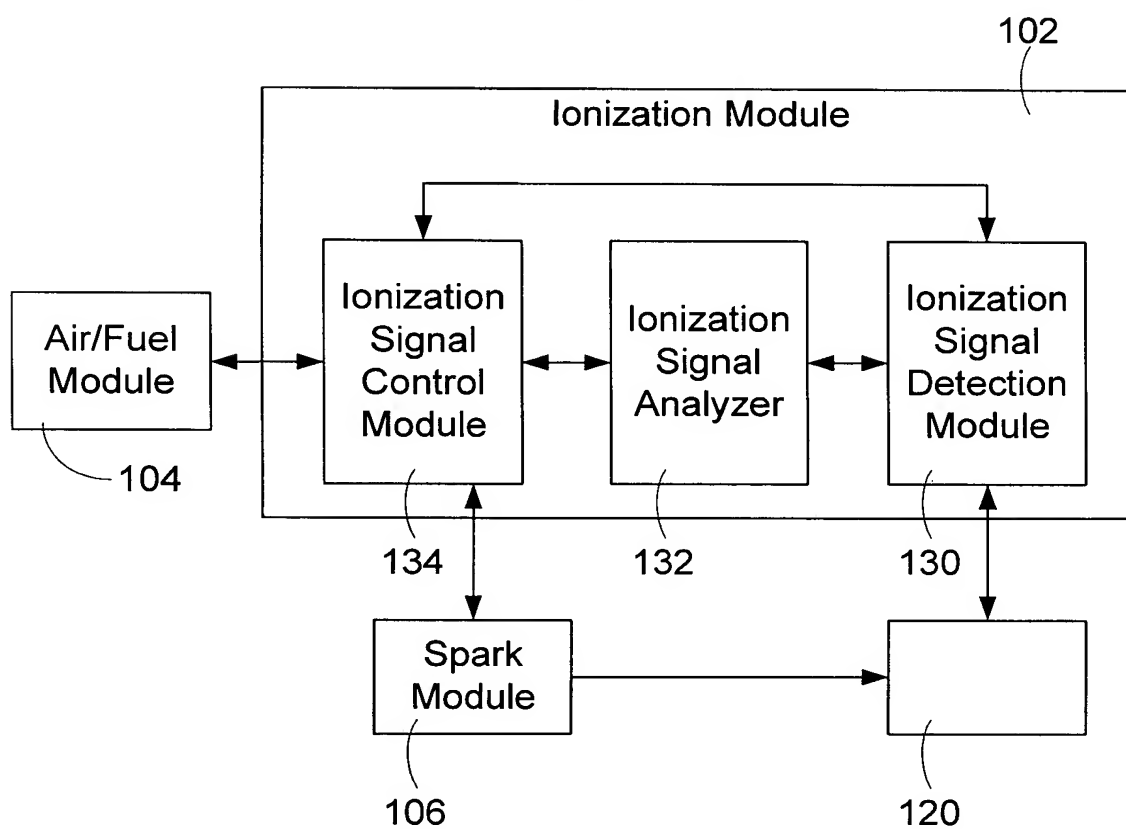 102
Ionization Module
Ionization
Signal
Control
Module
Ionization
Signal
Analyzer
Ionization
Signal
Detection
Module
Air/Fuel
Module
104
134
132
130
Spark
Module
106
120